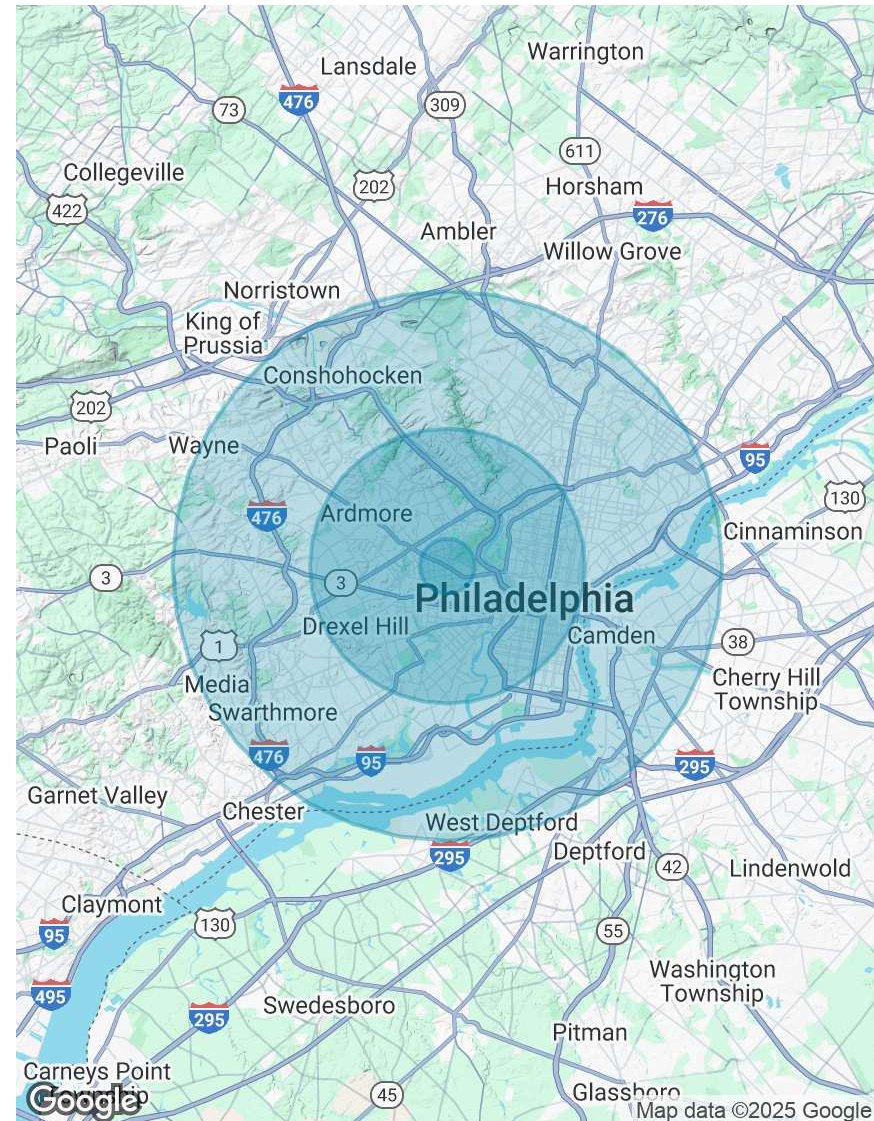 Warrington
Lansdale
476
309
73
611
Collegeville
202
Horsham
422
276
Ambler
Willow Grove
Norristown
King of
Prussia
Conshohocken
202
Paoli
Wayne
95
130
476
Ardmore
Cinnaminson
3
3
Philadelphia
Drexel Hill
Camden
1
38
Media
Cherry Hill
Township
Swarthmore
476
95
295
Garnet Valley
Chester
West Deptford
295
Deptford
42
Lindenwold
Claymont
130
95
55
Washington
Township
495
Swedesboro
295
Pitman
Carneys Point
Township
Google
45
Glassboro
Map data ©2025 Google